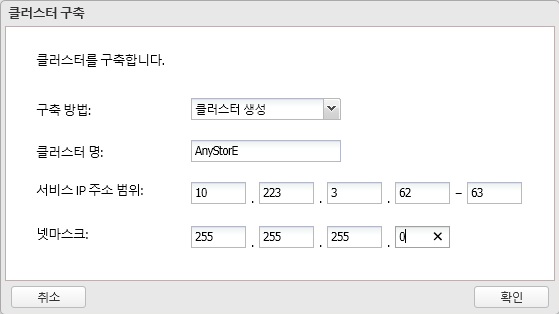 클러스터 구축
클러스터를 구축합니다.
구축 방법: 클러스터 생성
클러스터 명: AnyStorE
서비스 IP 주소 범위: 10 . 223 . 3 . 62 – 63
넷마스크: 255 . 255 . 255 . 0
취소 확인